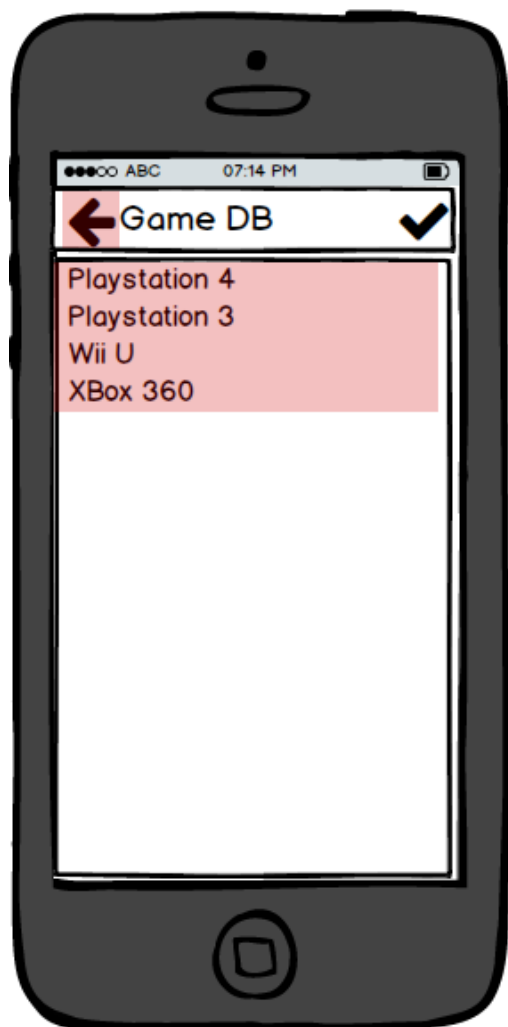 ABC 07:14 PM
Game DB
Playstation 4
Playstation 3
Wii U
XBox 360